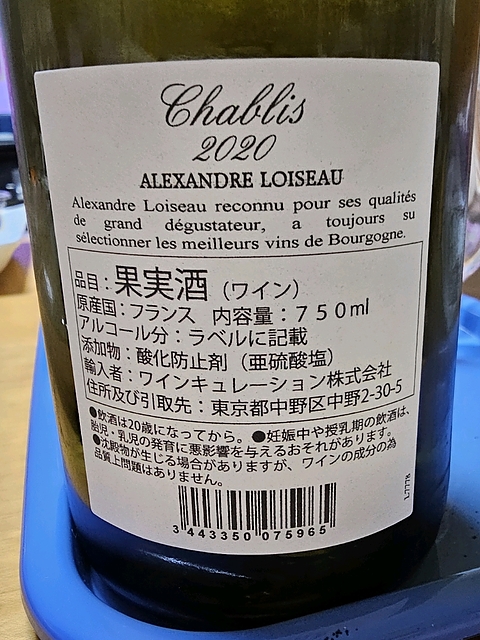 Chablis
2020
ALEXANDRE LOISEAU
Alexandre Loiseau reconnu pour ses qualités
de grand dégustateur, a toujours su
sélectionner les meilleurs vins de Bourgogne.
品目：果実酒（ワイン）
原産国：フランス 内容量：７５０ml
アルコール分：ラベルに記載
添加物：酸化防止剤（亜硫酸塩）
輸入者：ワインキュレーション株式会社
住所及び引取先：東京都中野区中野2-30-5
●飲酒は20歳になってから。●妊娠中や授乳期の飲酒は、
胎児・乳児の発育に悪影響を与えるおそれがあります。
●沈殿物が生じる場合がありますが、ワインの成分の為
品質上問題はありません。
L7778
3 443350 075965